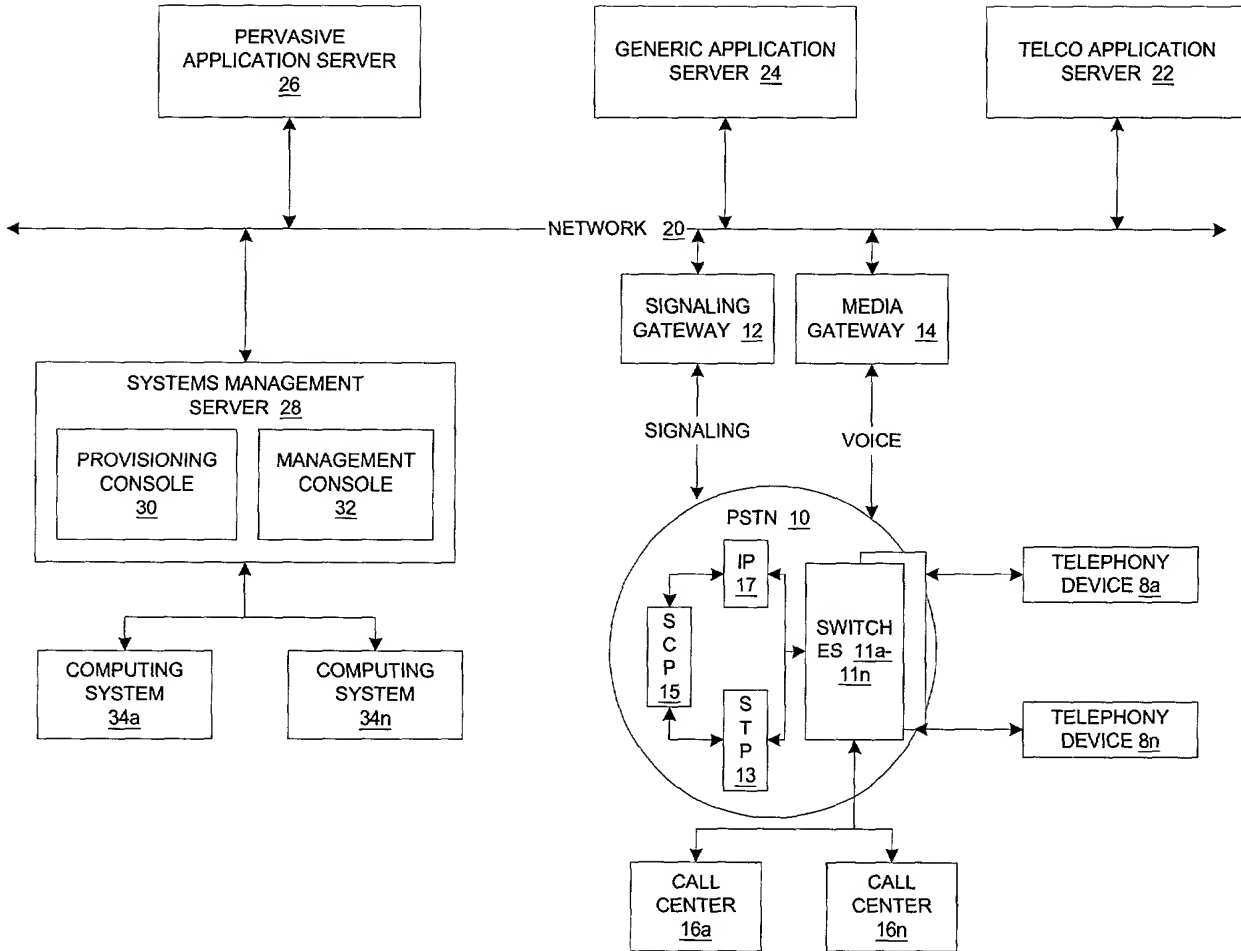 PERVASIVE
APPLICATION SERVER
26
GENERIC APPLICATION
SERVER 24
TELCO APPLICATION
SERVER 22
NETWORK 20
SIGNALING
GATEWAY 12
MEDIA
GATEWAY 14
SYSTEMS MANAGEMENT
SERVER 28
PROVISIONING
CONSOLE
30
MANAGEMENT
CONSOLE
32
SIGNALING
VOICE
PSTN 10
IP
17
S
C
P
15
S
T
P
13
SWITCH
ES 11a-
11n
TELEPHONY
DEVICE 8a
TELEPHONY
DEVICE 8n
COMPUTING
SYSTEM
34a
COMPUTING
SYSTEM
34n
CALL
CENTER
16a
CALL
CENTER
16n